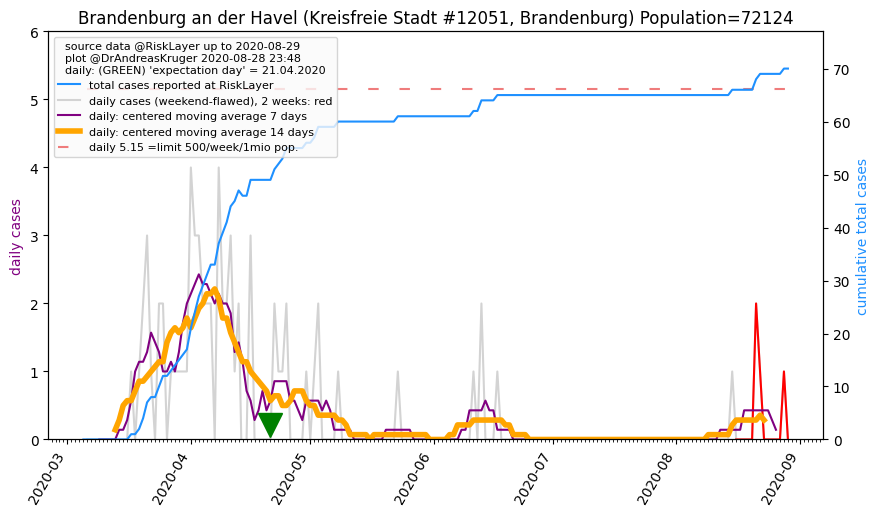 Brandenburg an der Havel (Kreisfreie Stadt #12051, Brandenburg) Population=72124
source data @RiskLayer up to 2020-08-29
plot @DrAndreasKruger 2020-08-28 23:48
daily: (GREEN) 'expectation day' = 21.04.2020
total cases reported at RiskLayer
daily cases (weekend-flawed), 2 weeks: red
daily: centered moving average 7 days
daily: centered moving average 14 days
daily 5.15 =limit 500/week/1mio pop.
daily cases
6
5
4
3
2
1
0
cumulative total cases
70
60
50
40
30
20
10
0
2020-03
2020-04
2020-05
2020-06
2020-07
2020-08
2020-09